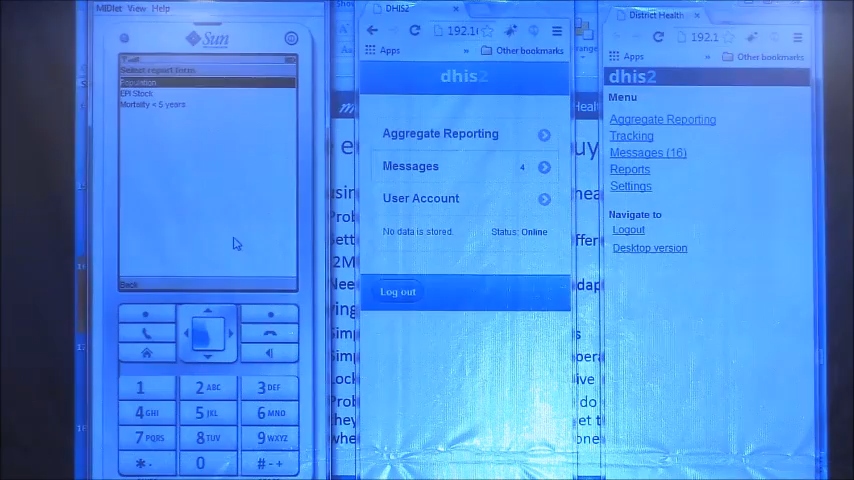 MIDlet View Help
Sun
Select report form
Population
EPI Stock
Mortality < 5 years
Back
1
2 ABC
3 DEF
4 GHI
5 JKL
6 MNO
7 PQRS
8 TUV
9 WXYZ
*.
0
#-+
DHIS2
192.1
Apps
Other bookmarks
dhis2
Aggregate Reporting
Messages 4
User Account
No data is stored. Status: Online
Log out
District Health
192.1
Apps
Other bookmarks
dhis2
Menu
Aggregate Reporting
Tracking
Messages (16)
Reports
Settings
Navigate to
Logout
Desktop version